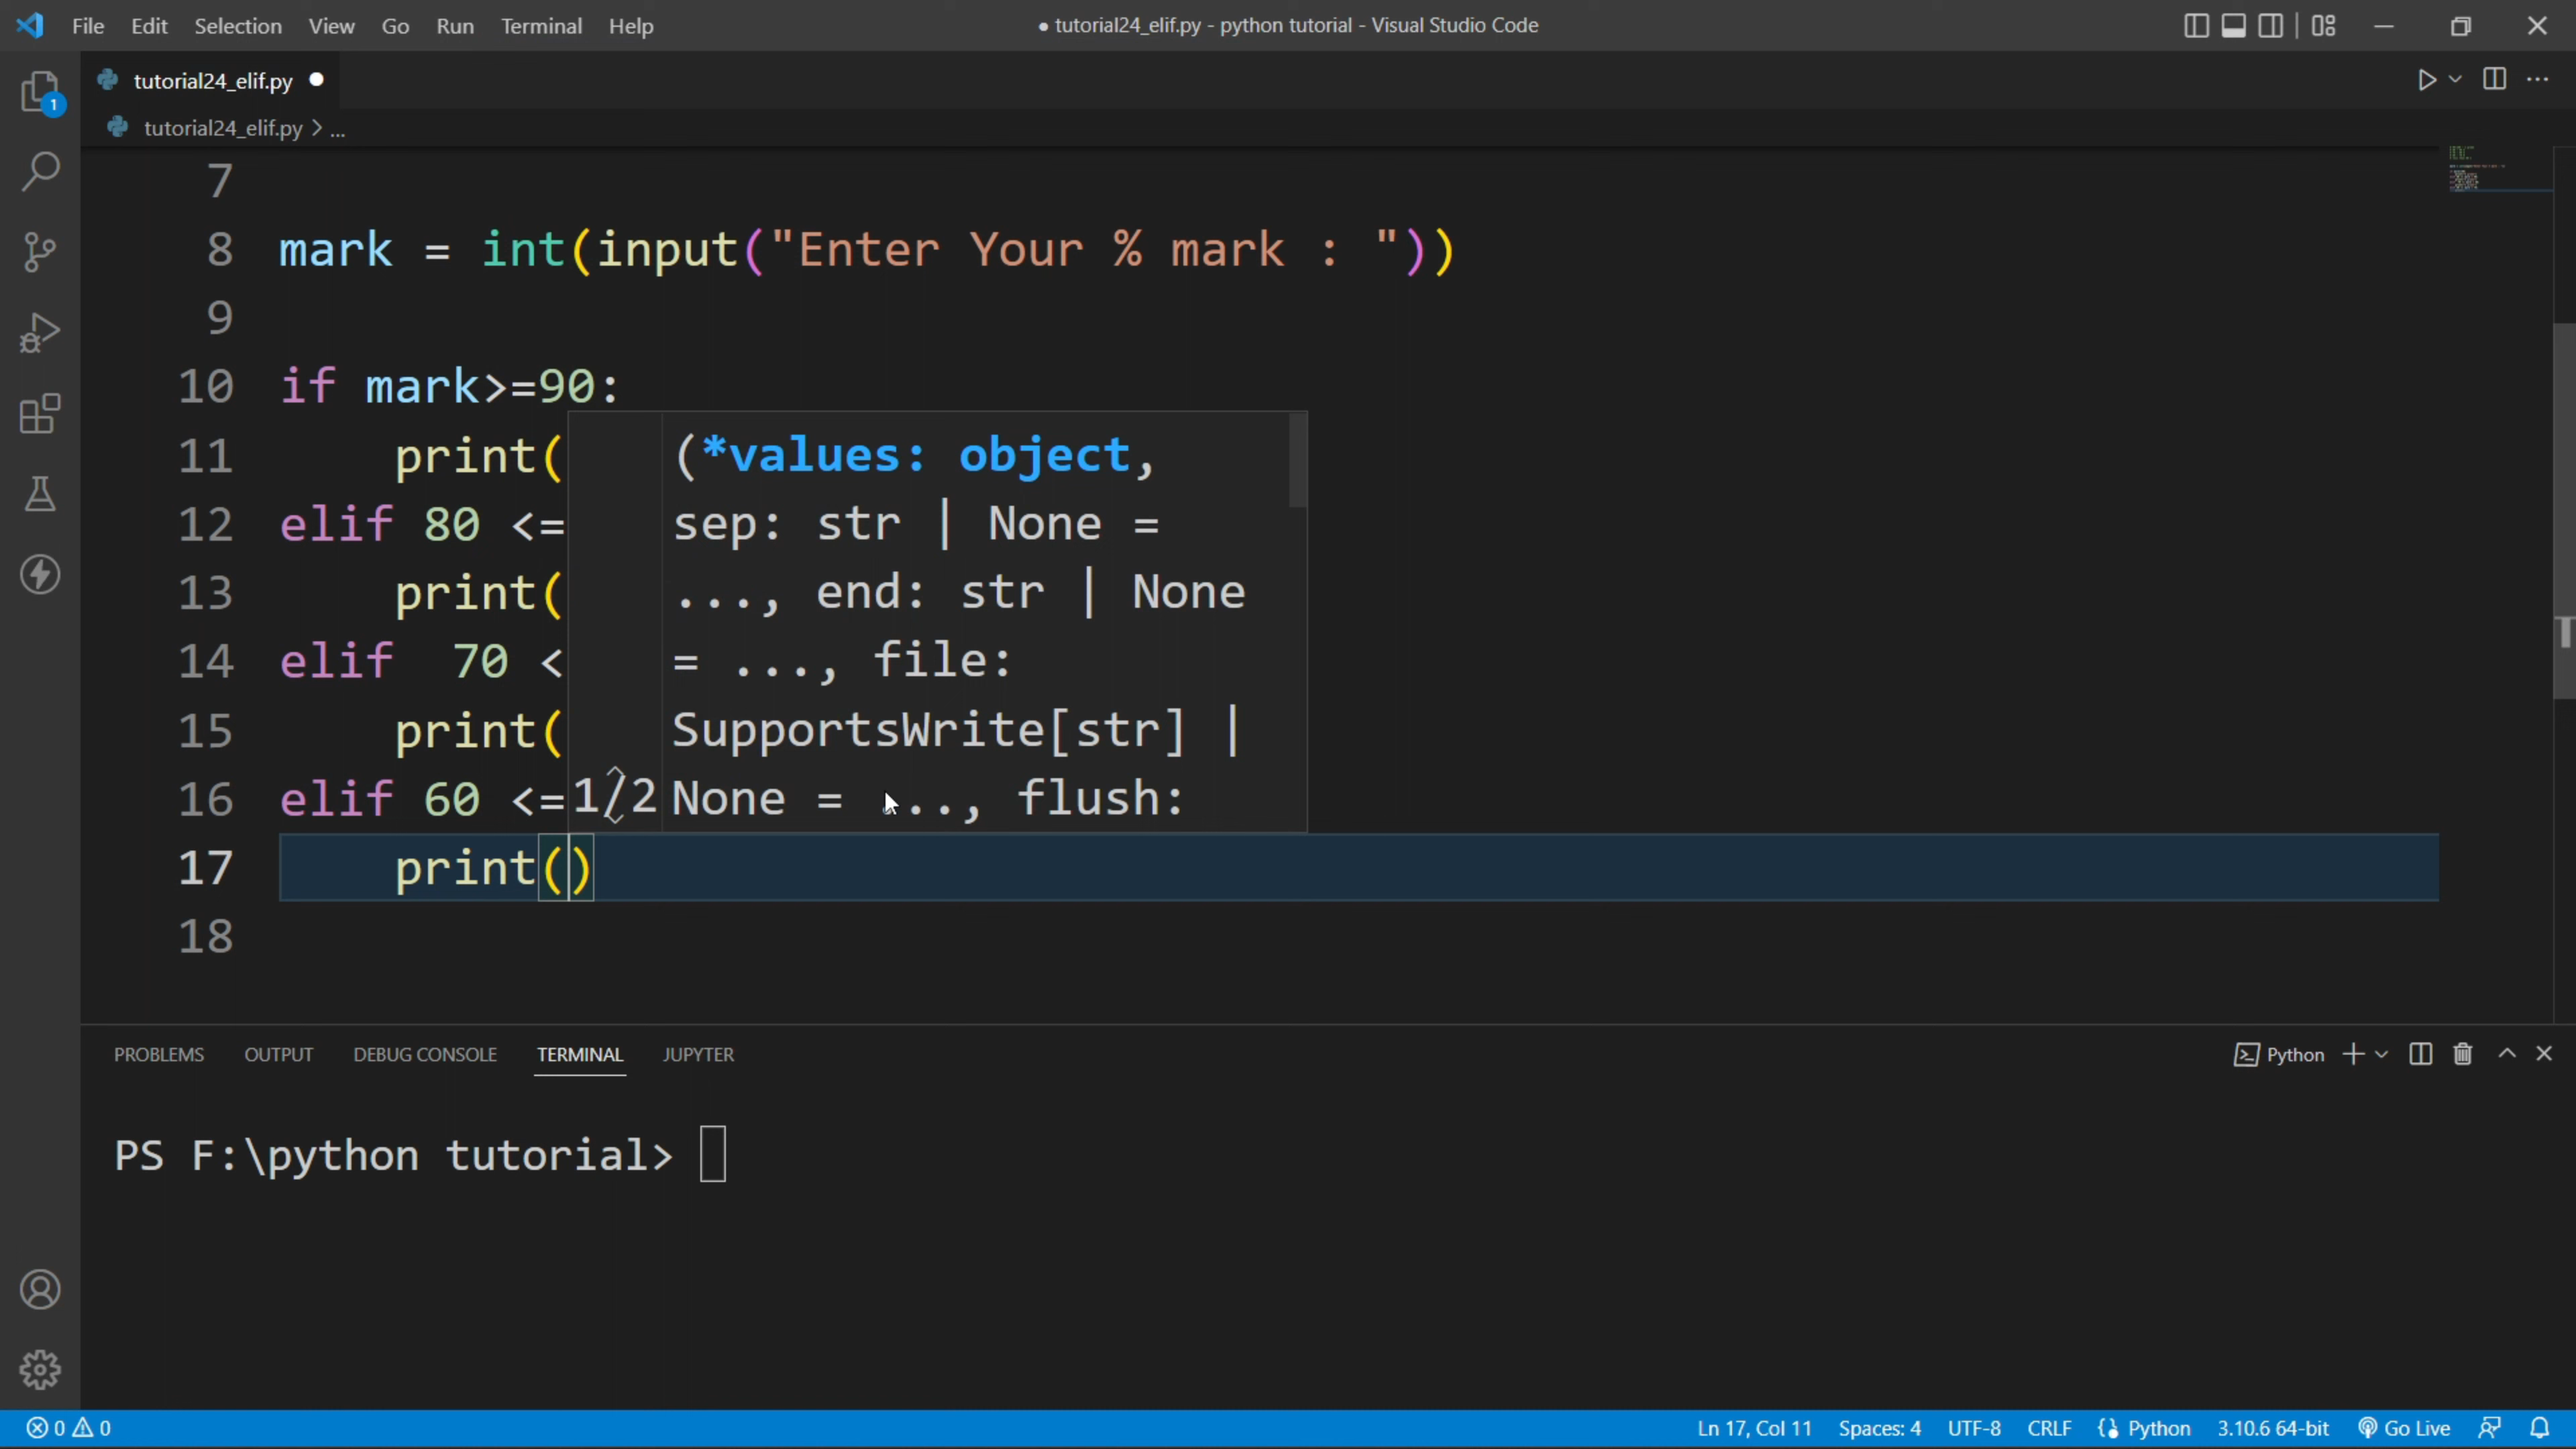 File Edit Selection View Go Run Terminal Help
● tutorial24_elif.py - python tutorial - Visual Studio Code
tutorial24_elif.py ●
1
tutorial24_elif.py > ...
7
8 mark = int(input("Enter Your % mark : "))
9
10 if mark>=90:
11 print(
12 elif 80 <=
13 print(
14 elif 70 <
15 print(
16 elif 60 <=
(*values: object,
sep: str | None =
..., end: str | None
= ..., file:
SupportsWrite[str] |
1/2 None = ..., flush:
17 print()
18
PROBLEMS OUTPUT DEBUG CONSOLE TERMINAL JUPYTER
Python
PS F:\python tutorial>
0 0
Ln 17, Col 11 Spaces: 4 UTF-8 CRLF Python 3.10.6 64-bit Go Live